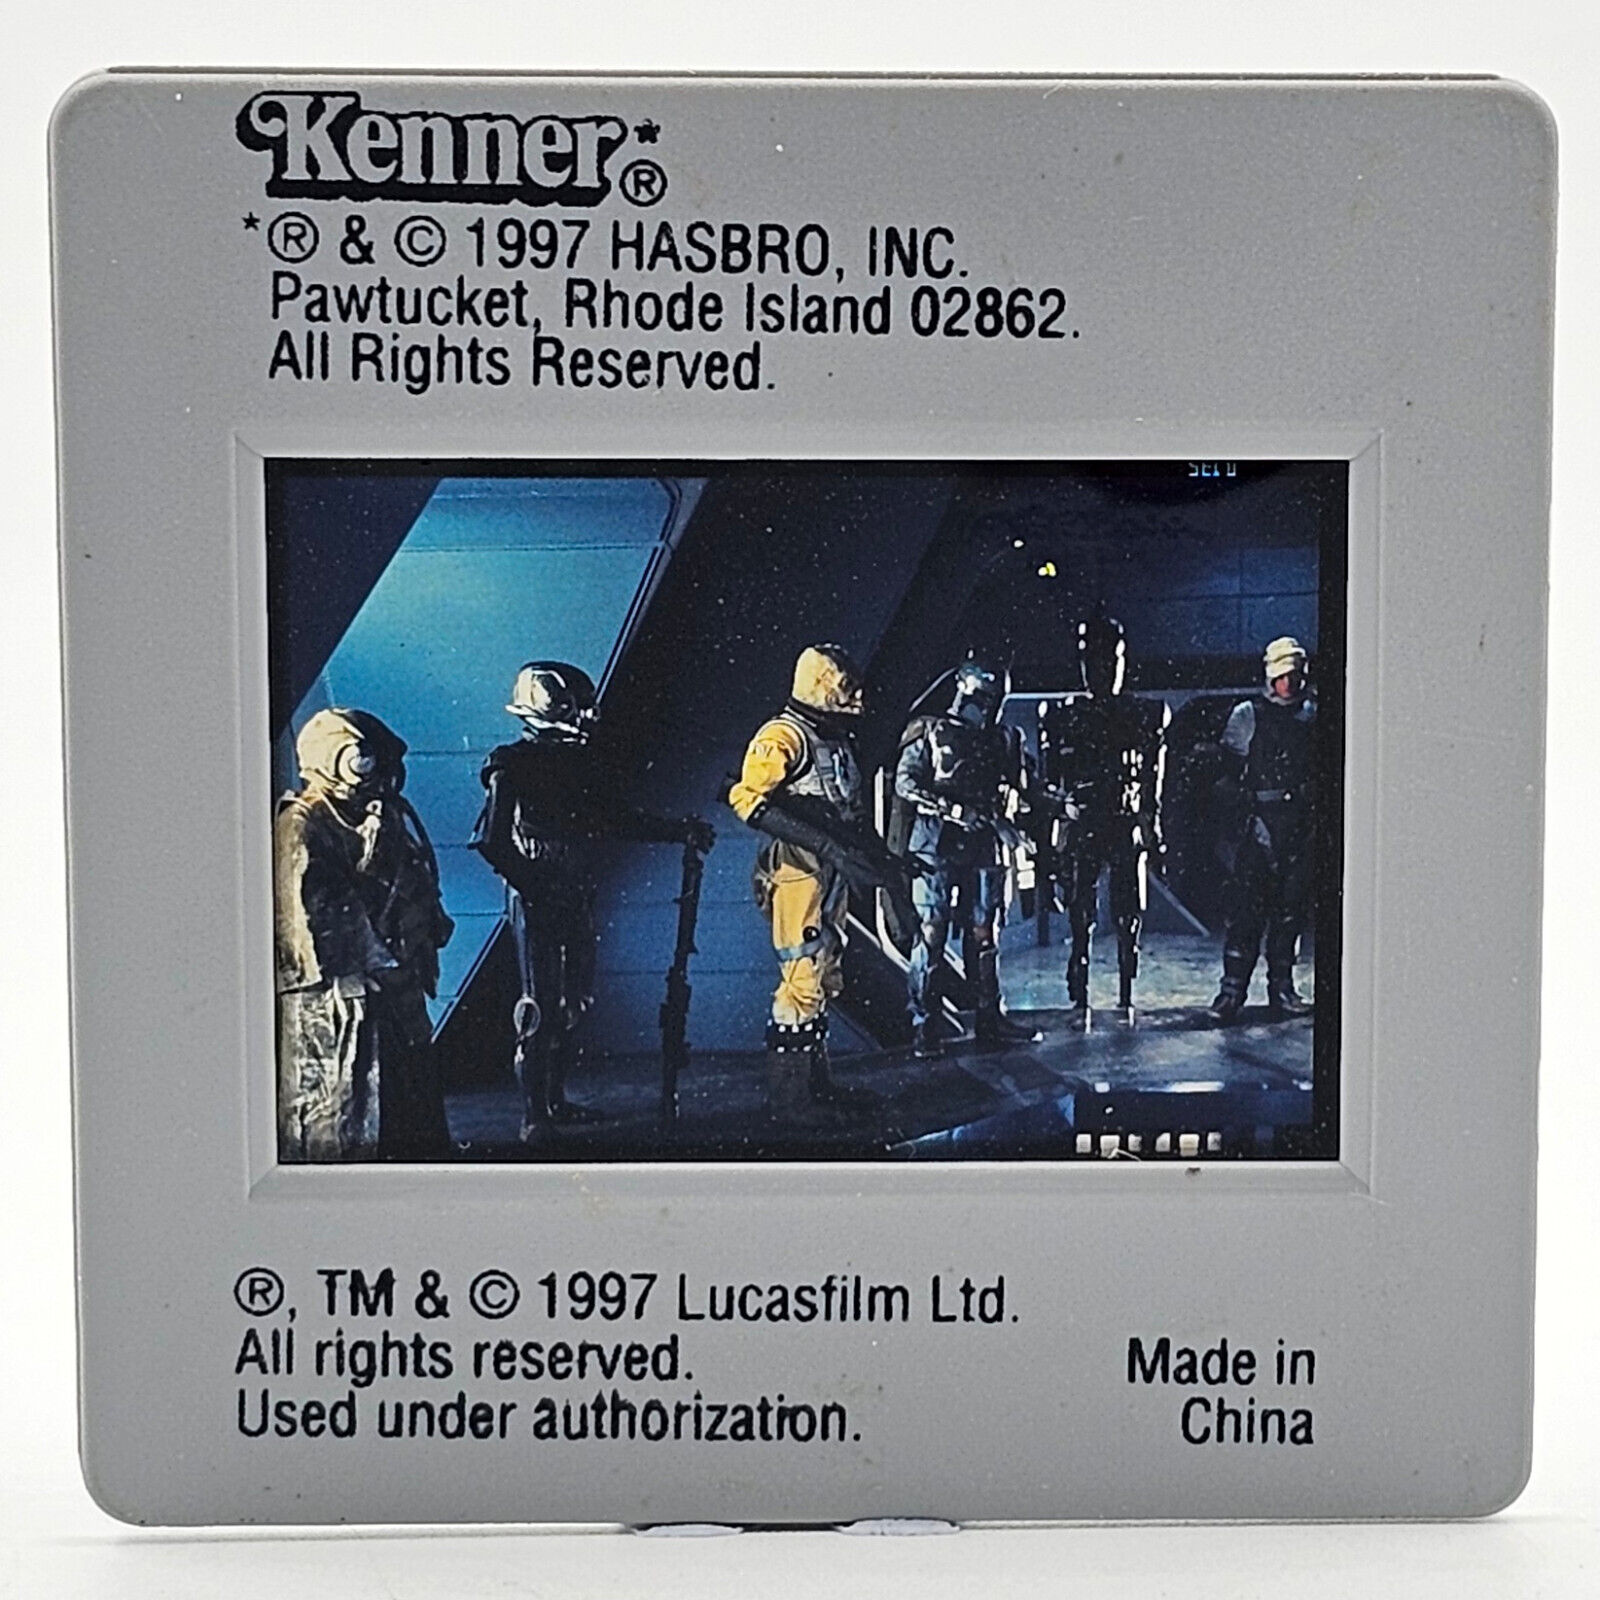 Kenner*®
*® & © 1997 HASBRO, INC.
Pawtucket, Rhode Island 02862.
All Rights Reserved.
®, TM & © 1997 Lucasfilm Ltd.
All rights reserved.
Used under authorization.
Made in
China